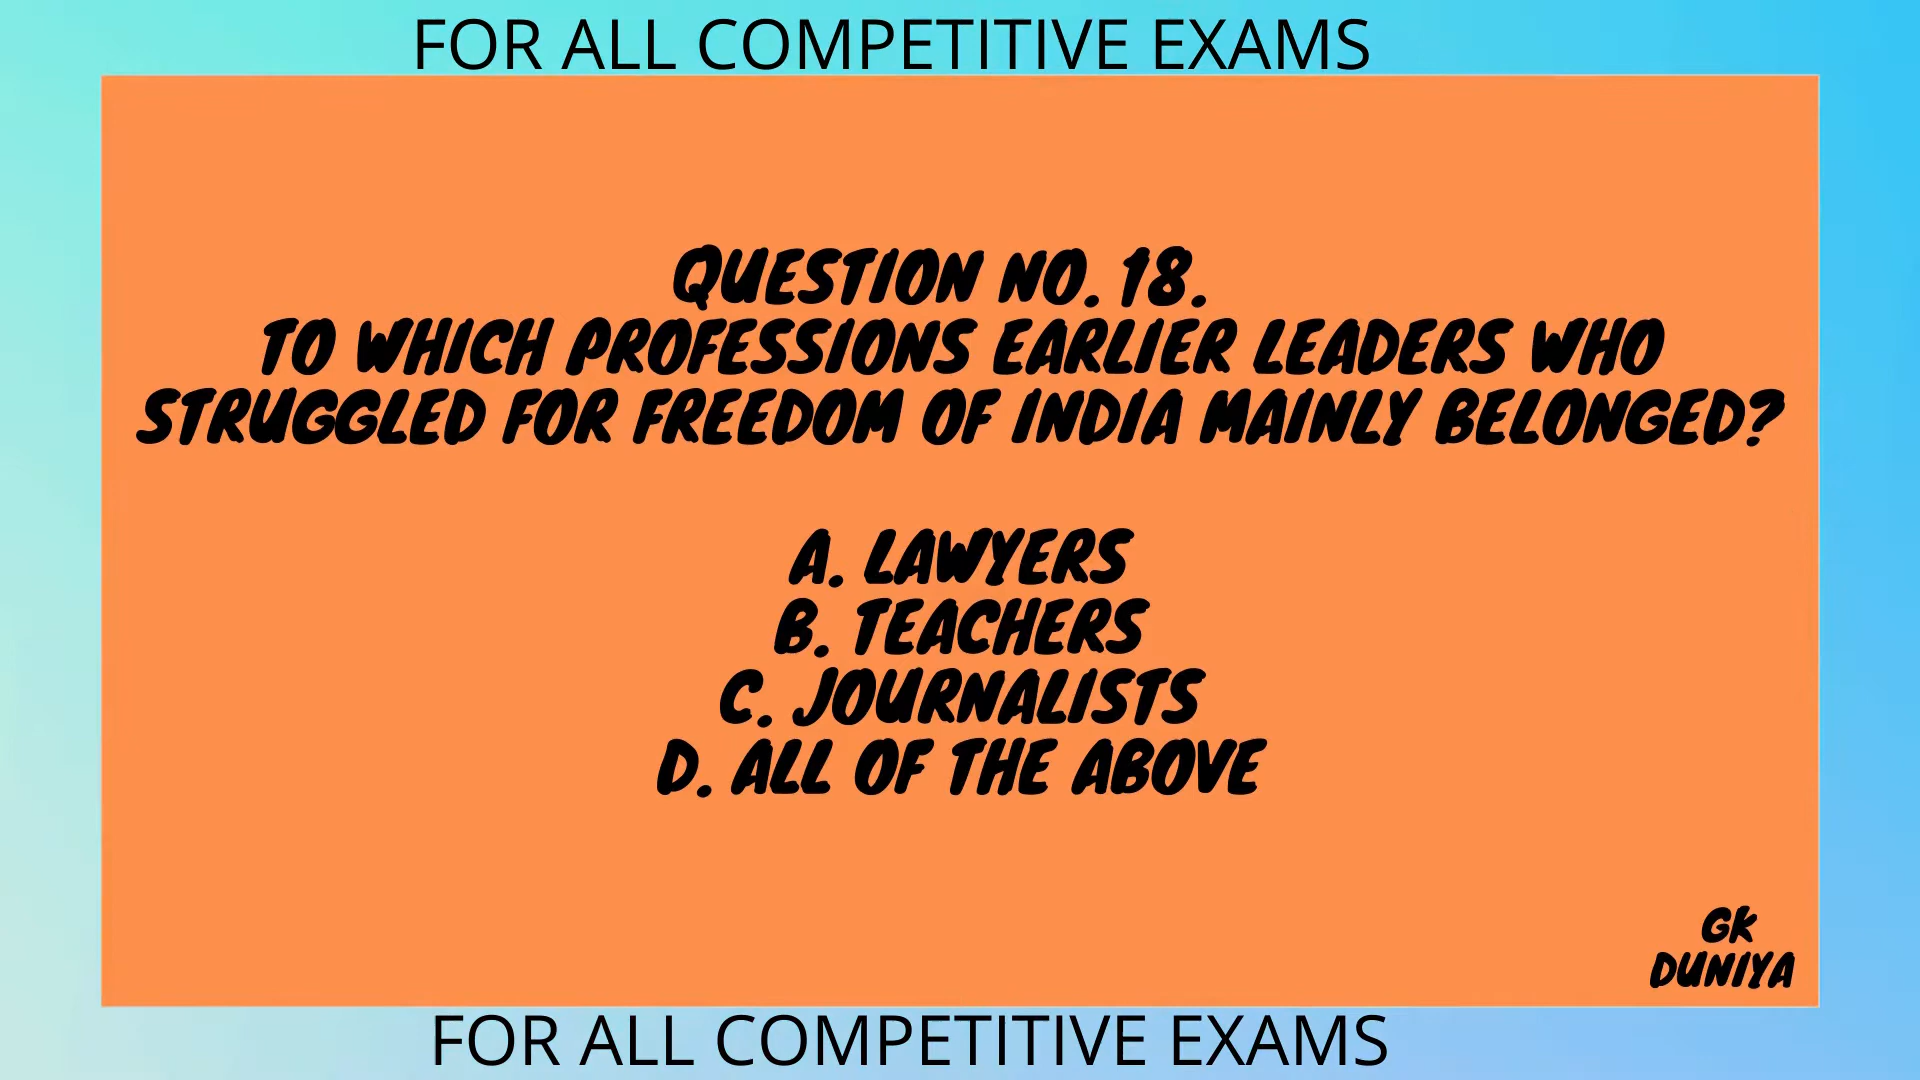 FOR ALL COMPETITIVE EXAMS
QUESTION NO. 18.
TO WHICH PROFESSIONS EARLIER LEADERS WHO
STRUGGLED FOR FREEDOM OF INDIA MAINLY BELONGED?
A. LAWYERS
B. TEACHERS
C. JOURNALISTS
D. ALL OF THE ABOVE
GK
DUNIYA
FOR ALL COMPETITIVE EXAMS